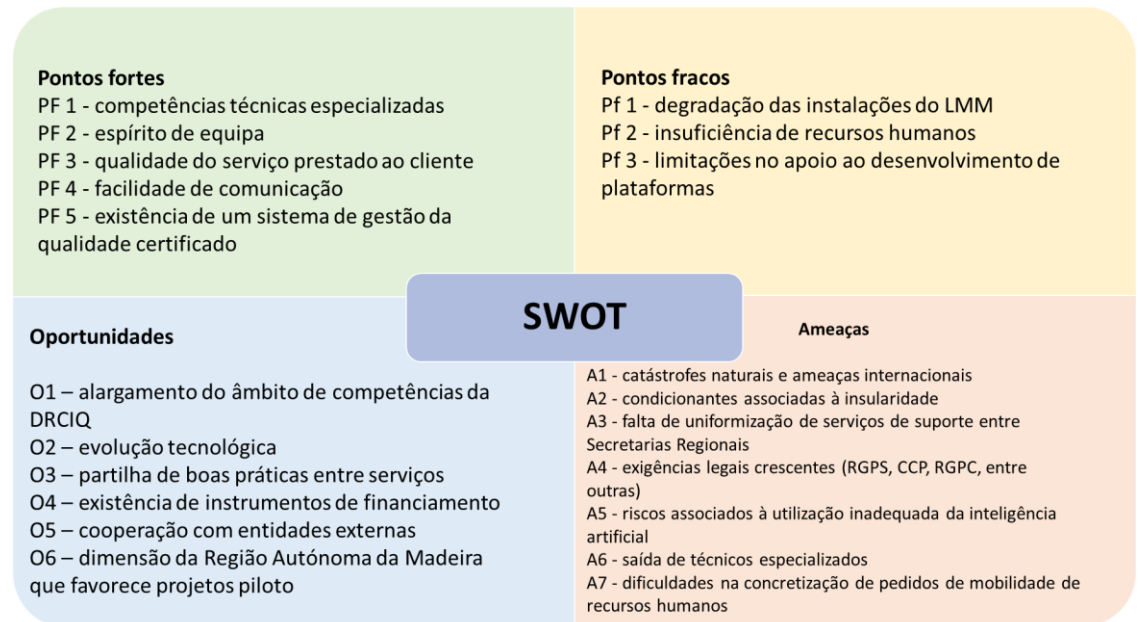 Pontos fortes
PF 1 - competências técnicas especializadas
PF 2 - espírito de equipa
PF 3 - qualidade do serviço prestado ao cliente
PF 4 - facilidade de comunicação
PF 5 - existência de um sistema de gestão da
qualidade certificado
Pontos fracos
Pf 1 - degradação das instalações do LMM
Pf 2 - insuficiência de recursos humanos
Pf 3 - limitações no apoio ao desenvolvimento de
plataformas
SWOT
Oportunidades
O1 – alargamento do âmbito de competências da
DRCIQ
O2 – evolução tecnológica
O3 – partilha de boas práticas entre serviços
O4 – existência de instrumentos de financiamento
O5 – cooperação com entidades externas
O6 – dimensão da Região Autónoma da Madeira
que favorece projetos piloto
Ameaças
A1 - catástrofes naturais e ameaças internacionais
A2 - condicionantes associadas à insularidade
A3 - falta de uniformização de serviços de suporte entre
Secretarias Regionais
A4 - exigências legais crescentes (RGPS, CCP, RGPC, entre
outras)
A5 - riscos associados à utilização inadequada da inteligência
artificial
A6 - saída de técnicos especializados
A7 - dificuldades na concretização de pedidos de mobilidade de
recursos humanos